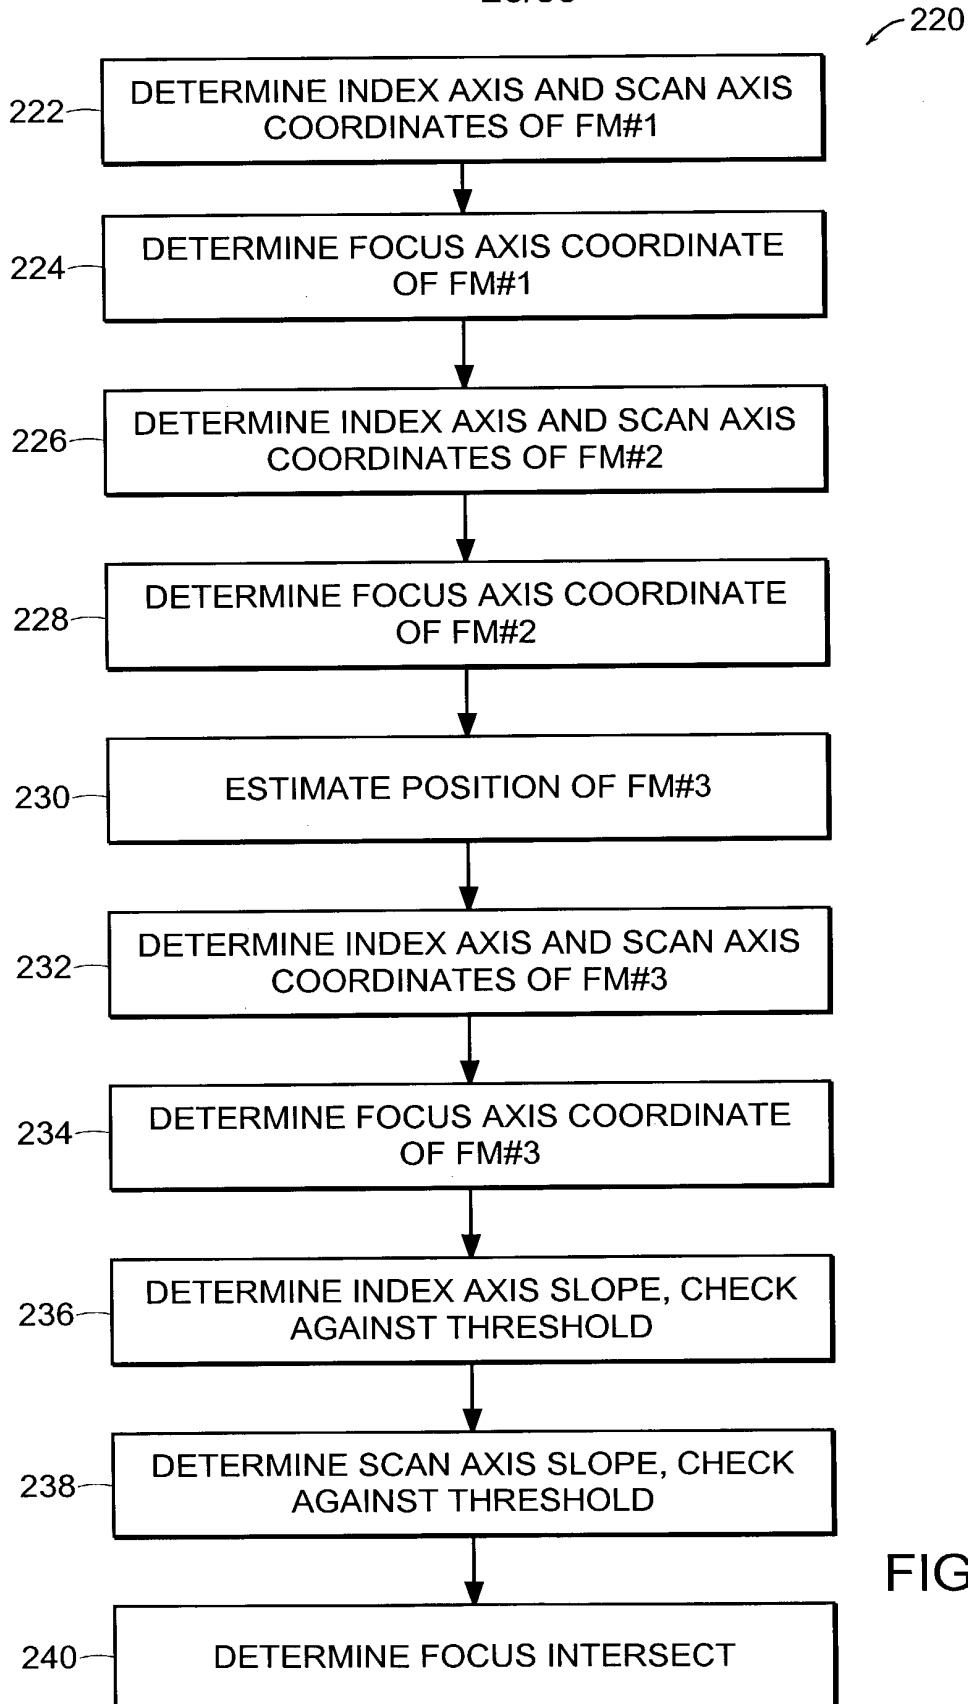 220
222
DETERMINE INDEX AXIS AND SCAN AXIS
COORDINATES OF FM#1
224
DETERMINE FOCUS AXIS COORDINATE
OF FM#1
226
DETERMINE INDEX AXIS AND SCAN AXIS
COORDINATES OF FM#2
228
DETERMINE FOCUS AXIS COORDINATE
OF FM#2
230
ESTIMATE POSITION OF FM#3
232
DETERMINE INDEX AXIS AND SCAN AXIS
COORDINATES OF FM#3
234
DETERMINE FOCUS AXIS COORDINATE
OF FM#3
236
DETERMINE INDEX AXIS SLOPE, CHECK
AGAINST THRESHOLD
238
DETERMINE SCAN AXIS SLOPE, CHECK
AGAINST THRESHOLD
FIG
240
DETERMINE FOCUS INTERSECT